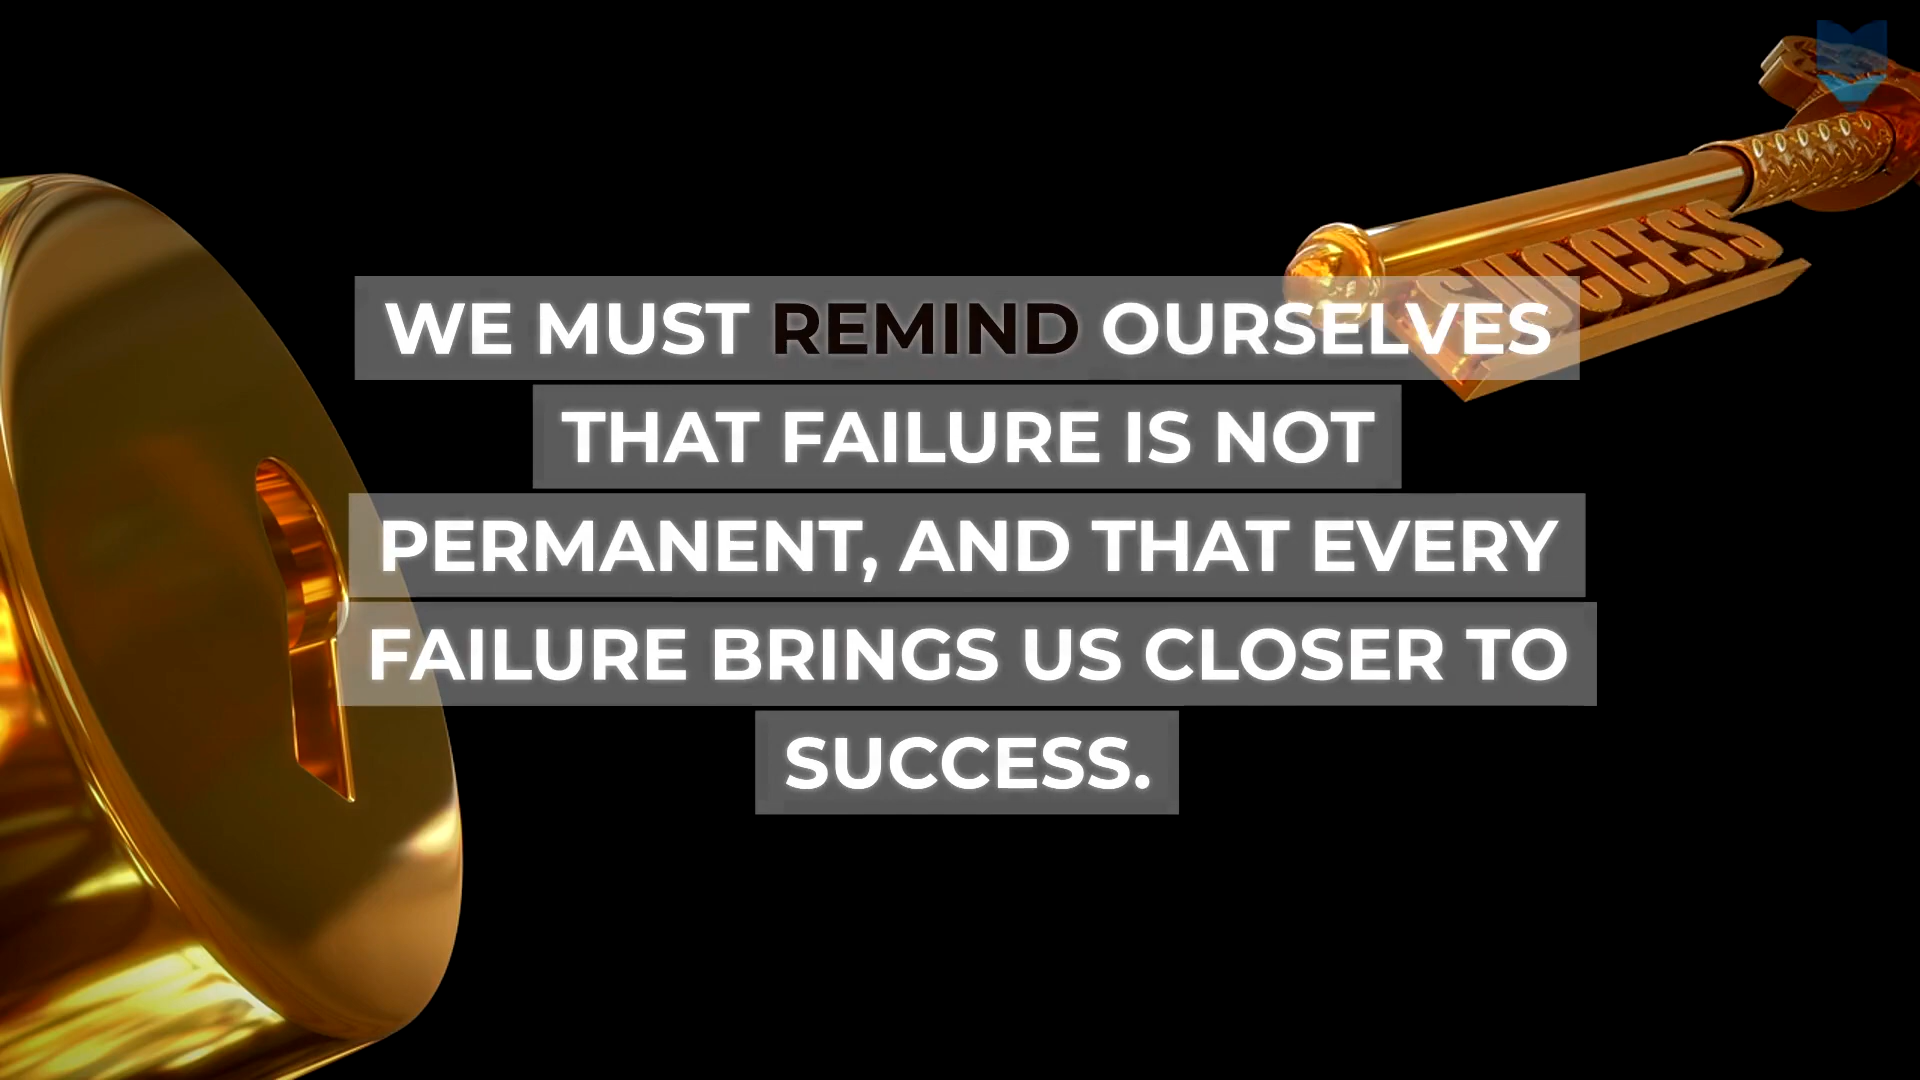 SUCCESS
WE MUST REMIND OURSELVES
THAT FAILURE IS NOT
PERMANENT, AND THAT EVERY
FAILURE BRINGS US CLOSER TO
SUCCESS.